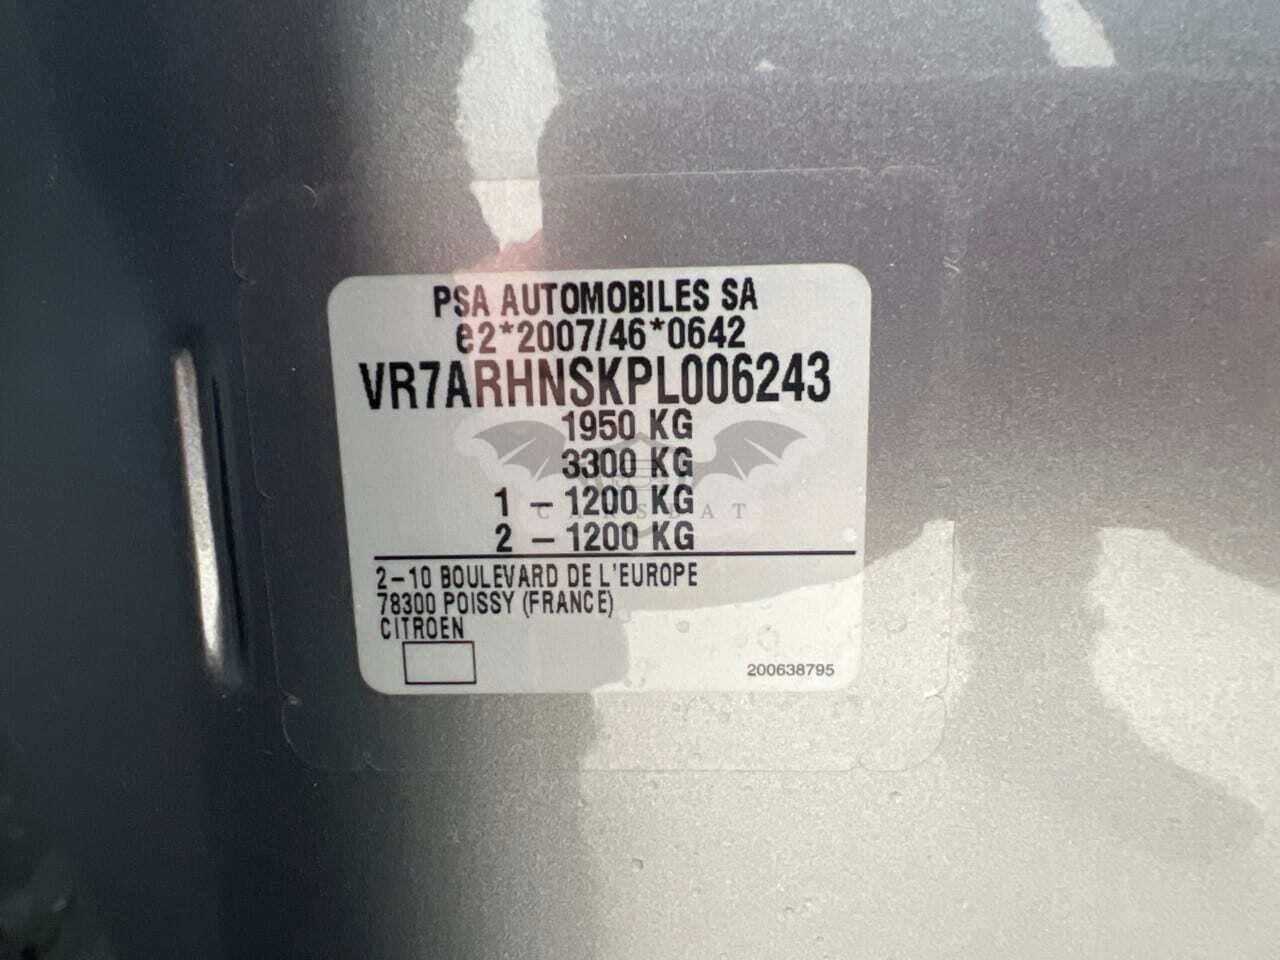 PSA AUTOMOBILES SA
e2*2007/46*0642
VR7ARHNSKPL006243
1950 KG
3300 KG
1 – 1200 KG
CARSBAT
2 – 1200 KG
2-10 BOULEVARD DE L'EUROPE
78300 POISSY (FRANCE)
CITROEN
200638795